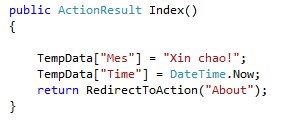 public ActionResult Index()
{
TempData["Mes"] = "Xin chao!";
TempData["Time"] = DateTime.Now;
return RedirectToAction("About");
}